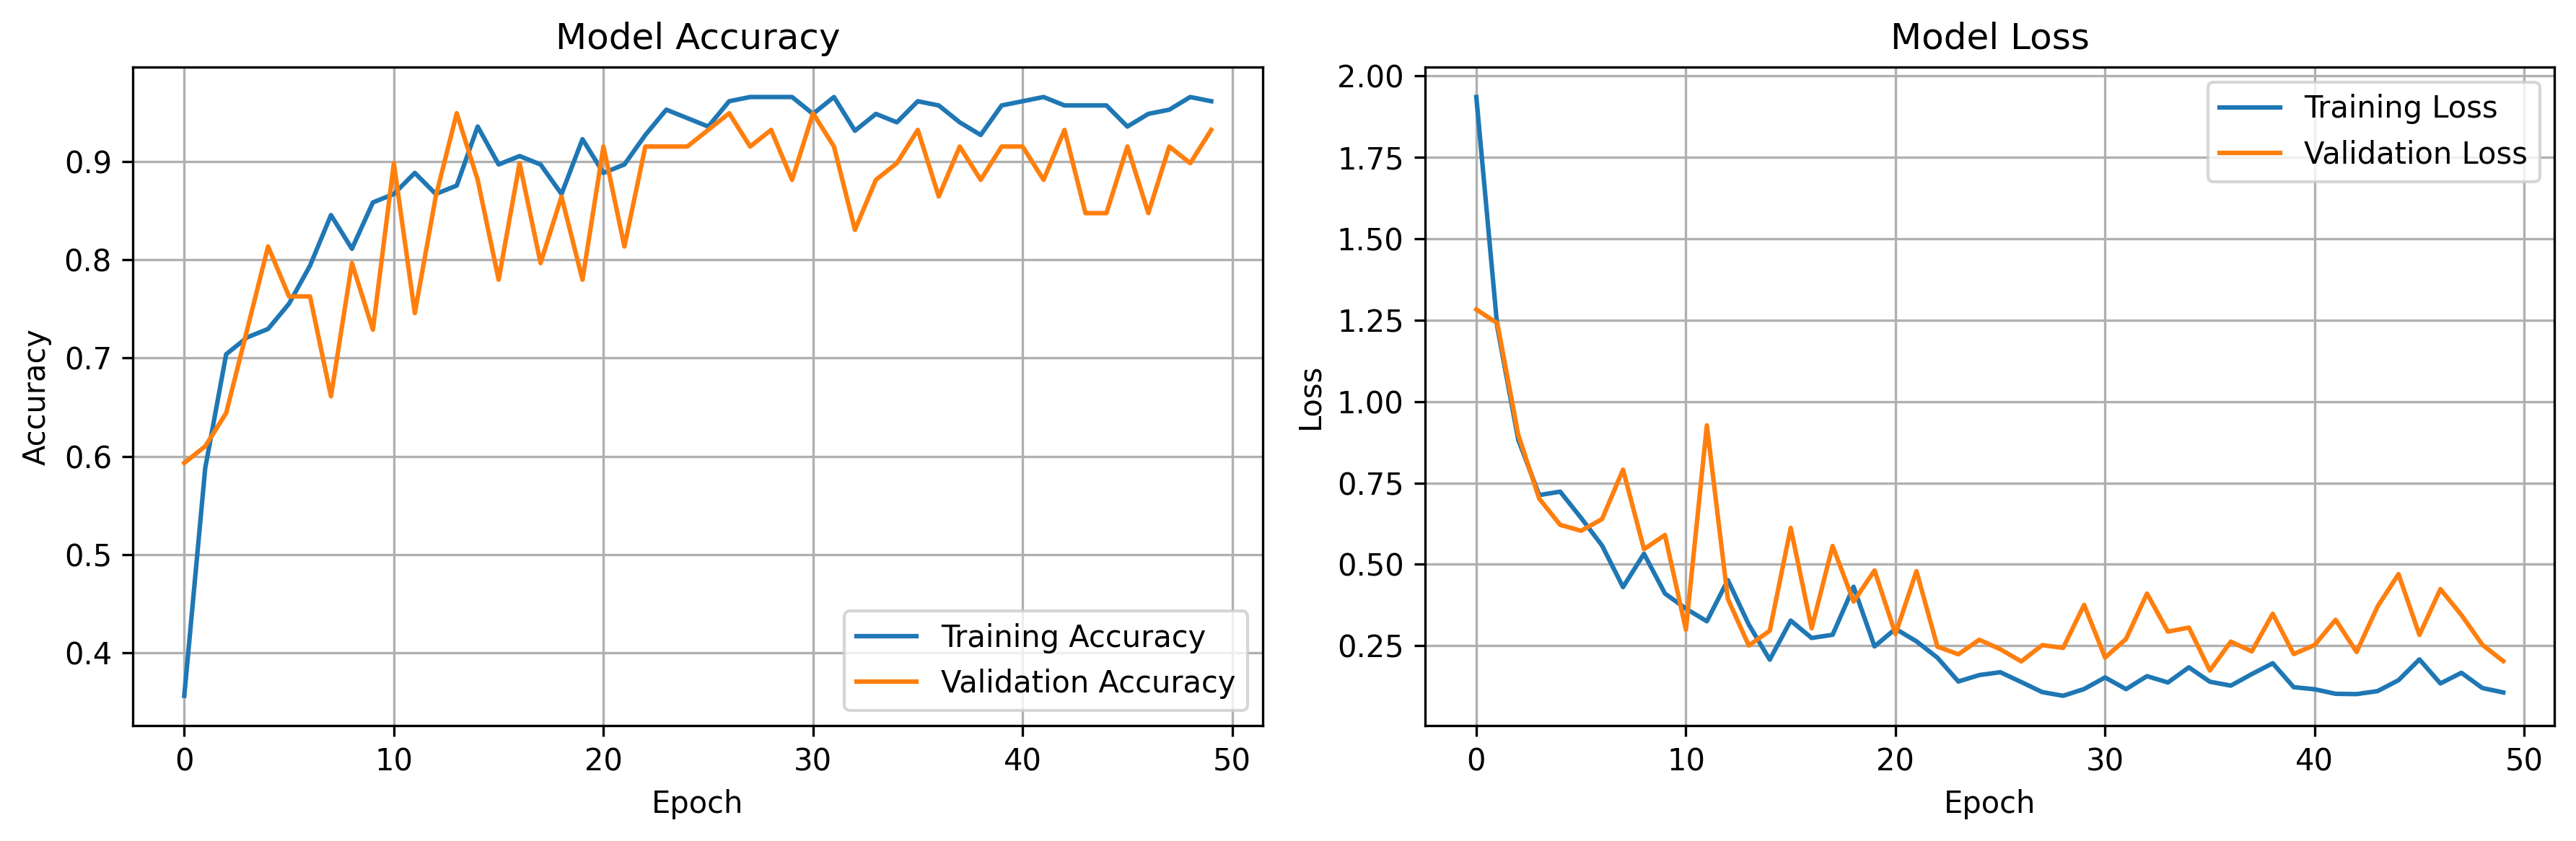 Model Accuracy
Accuracy
0.9
0.8
0.7
0.6
0.5
0.4
Training Accuracy
Validation Accuracy
0 10 20 30 40 50
Epoch
Model Loss
Loss
2.00
1.75
1.50
1.25
1.00
0.75
0.50
0.25
Training Loss
Validation Loss
0 10 20 30 40 50
Epoch